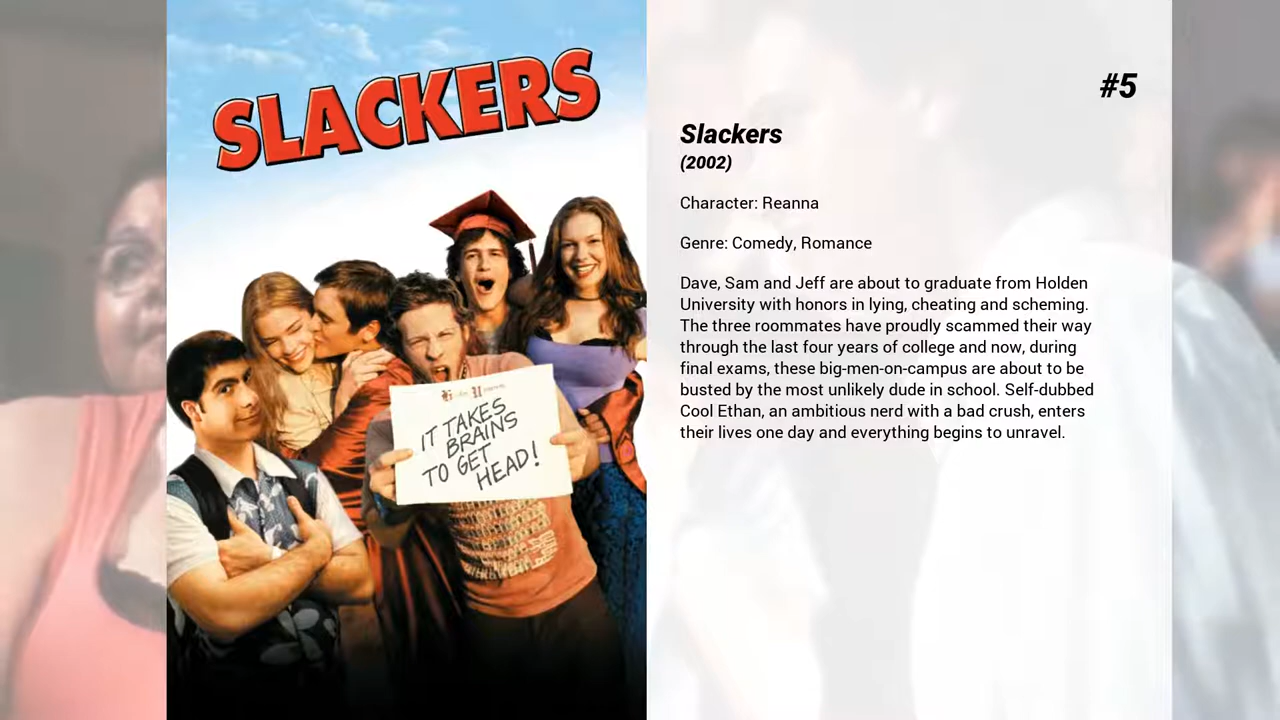 SLACKERS
IT TAKES
BRAINS
TO GET
HEAD!
#5
Slackers
(2002)
Character: Reanna
Genre: Comedy, Romance
Dave, Sam and Jeff are about to graduate from Holden
University with honors in lying, cheating and scheming.
The three roommates have proudly scammed their way
through the last four years of college and now, during
final exams, these big-men-on-campus are about to be
busted by the most unlikely dude in school. Self-dubbed
Cool Ethan, an ambitious nerd with a bad crush, enters
their lives one day and everything begins to unravel.